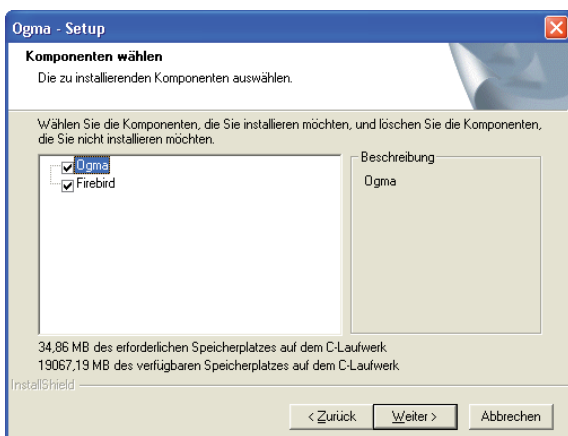 Ogma - Setup
Komponenten wählen
Die zu installierenden Komponenten auswählen.
Wählen Sie die Komponenten, die Sie installieren möchten, und löschen Sie die Komponenten,
die Sie nicht installieren möchten.
Ogma
Firebird
Beschreibung
Ogma
34,86 MB des erforderlichen Speicherplatzes auf dem C-Laufwerk
19067,19 MB des verfügbaren Speicherplatzes auf dem C-Laufwerk
InstallShield
< Zurück
Weiter >
Abbrechen